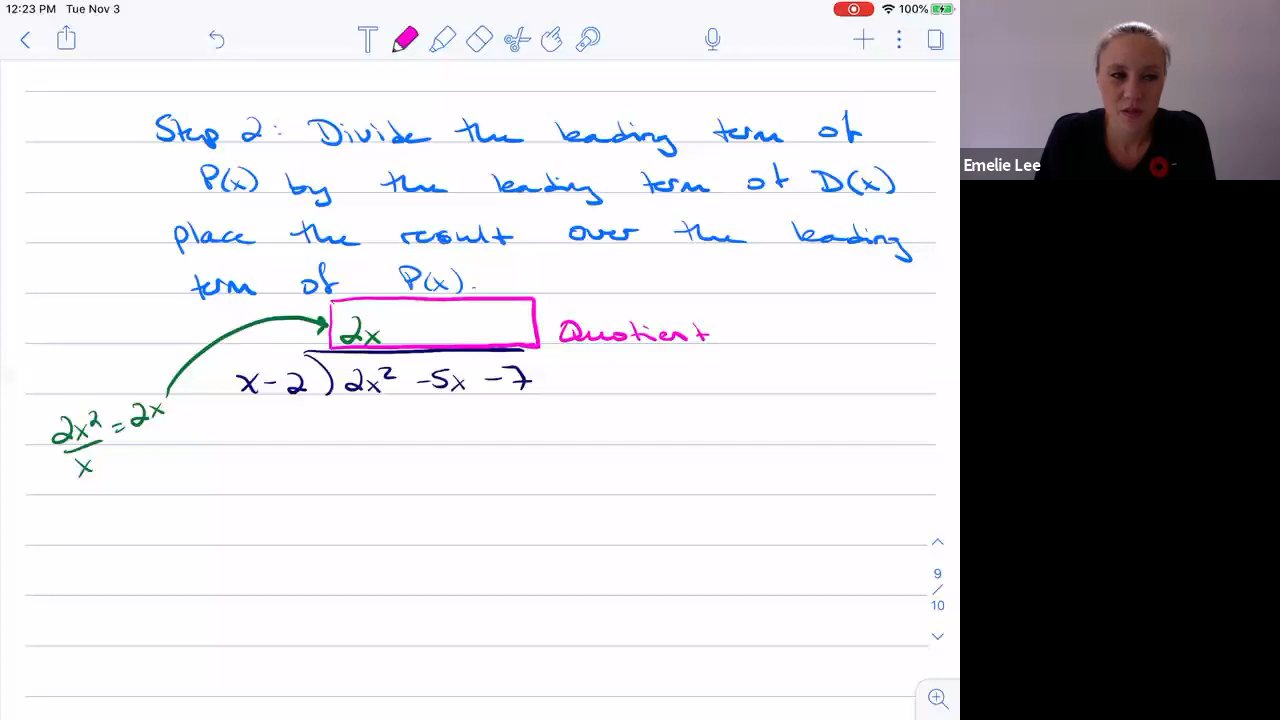 12:23 PM Tue Nov 3
100%
Step 2: Divide the leading term of
P(x) by the leading term of D(x)
place the result over the leading
term of P(x).
2x
Quotient
x - 2 ) 2x² - 5x - 7
2x²/x = 2x
Emelie Lee
9
/
10